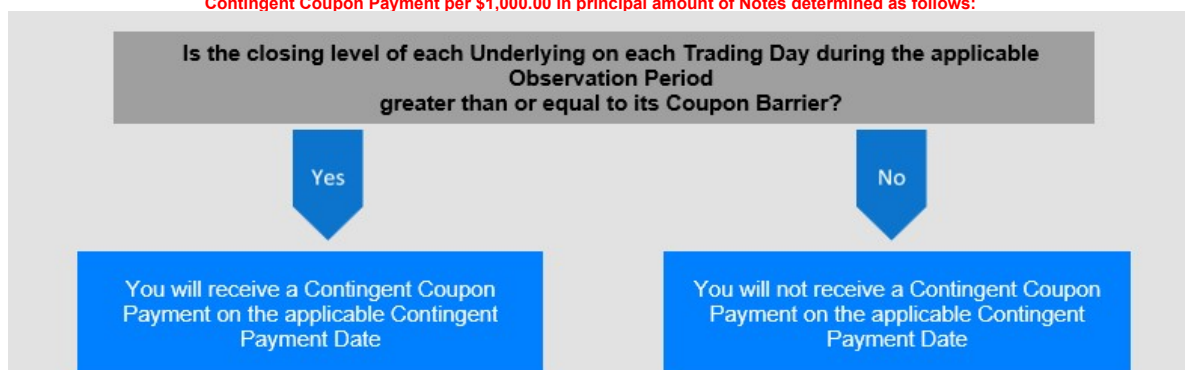 Contingent Coupon Payment per $1,000.00 in principal amount of Notes determined as follows:
Is the closing level of each Underlying on each Trading Day during the applicable
Observation Period
greater than or equal to its Coupon Barrier?
Yes
No
You will receive a Contingent Coupon
Payment on the applicable Contingent
Payment Date
You will not receive a Contingent Coupon
Payment on the applicable Contingent
Payment Date